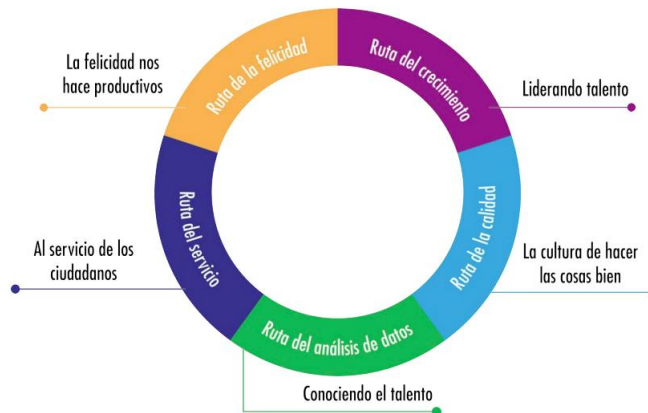 La felicidad nos
hace productivos
Ruta de la felicidad
Ruta del crecimiento
Liderando talento
Al servicio de los
ciudadanos
Ruta del servicio
Ruta de la calidad
La cultura de hacer
las cosas bien
Ruta del análisis de datos
Conociendo el talento